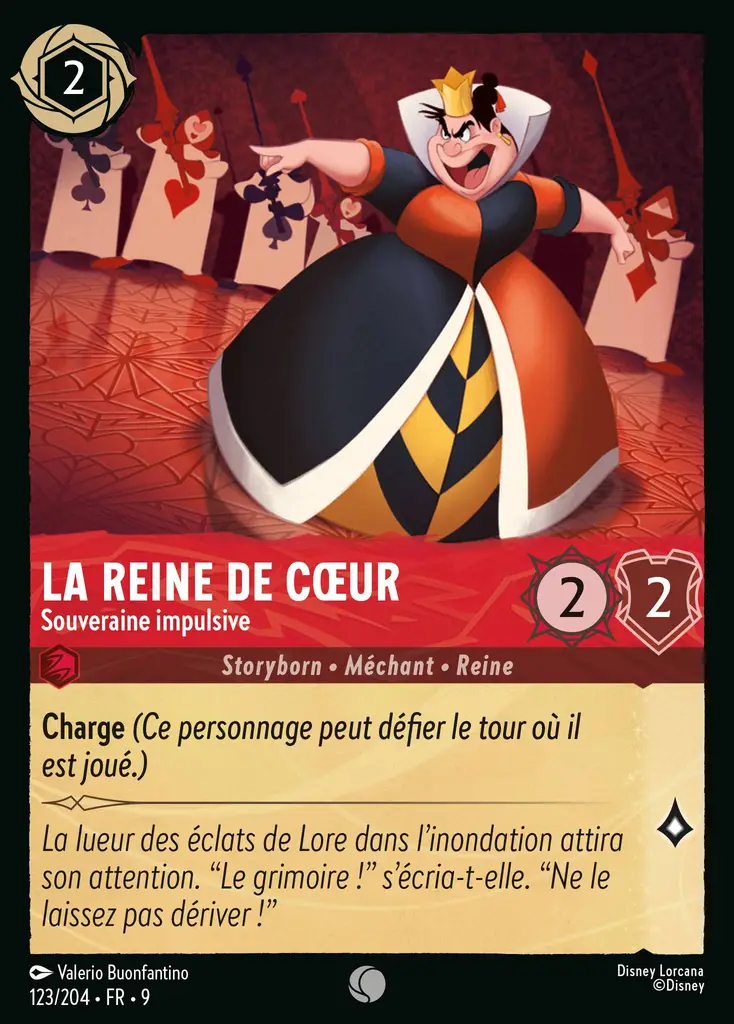 2
LA REINE DE CŒUR
Souveraine impulsive
2
2
Storyborn • Méchant • Reine
Charge (Ce personnage peut défier le tour où il
est joué.)
La lueur des éclats de Lore dans l’inondation attira
son attention. “Le grimoire !” s’écria-t-elle. “Ne le
laissez pas dériver !”
Valerio Buonfantino
123/204 • FR • 9
Disney Lorcana
©Disney